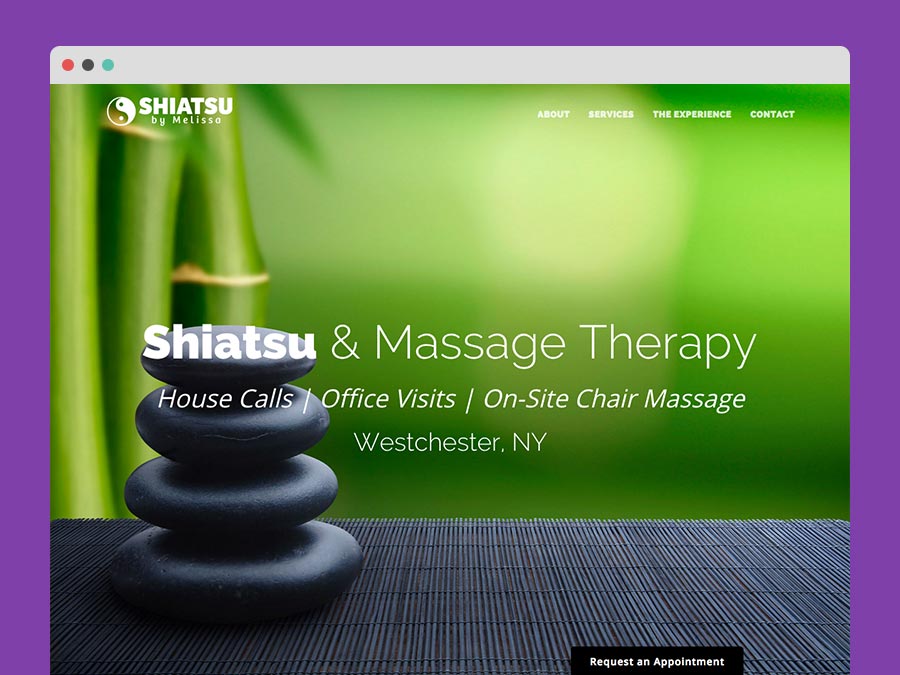 SHIATSU
by Melissa
ABOUT SERVICES THE EXPERIENCE CONTACT
Shiatsu & Massage Therapy
House Calls | Office Visits | On-Site Chair Massage
Westchester, NY
Request an Appointment